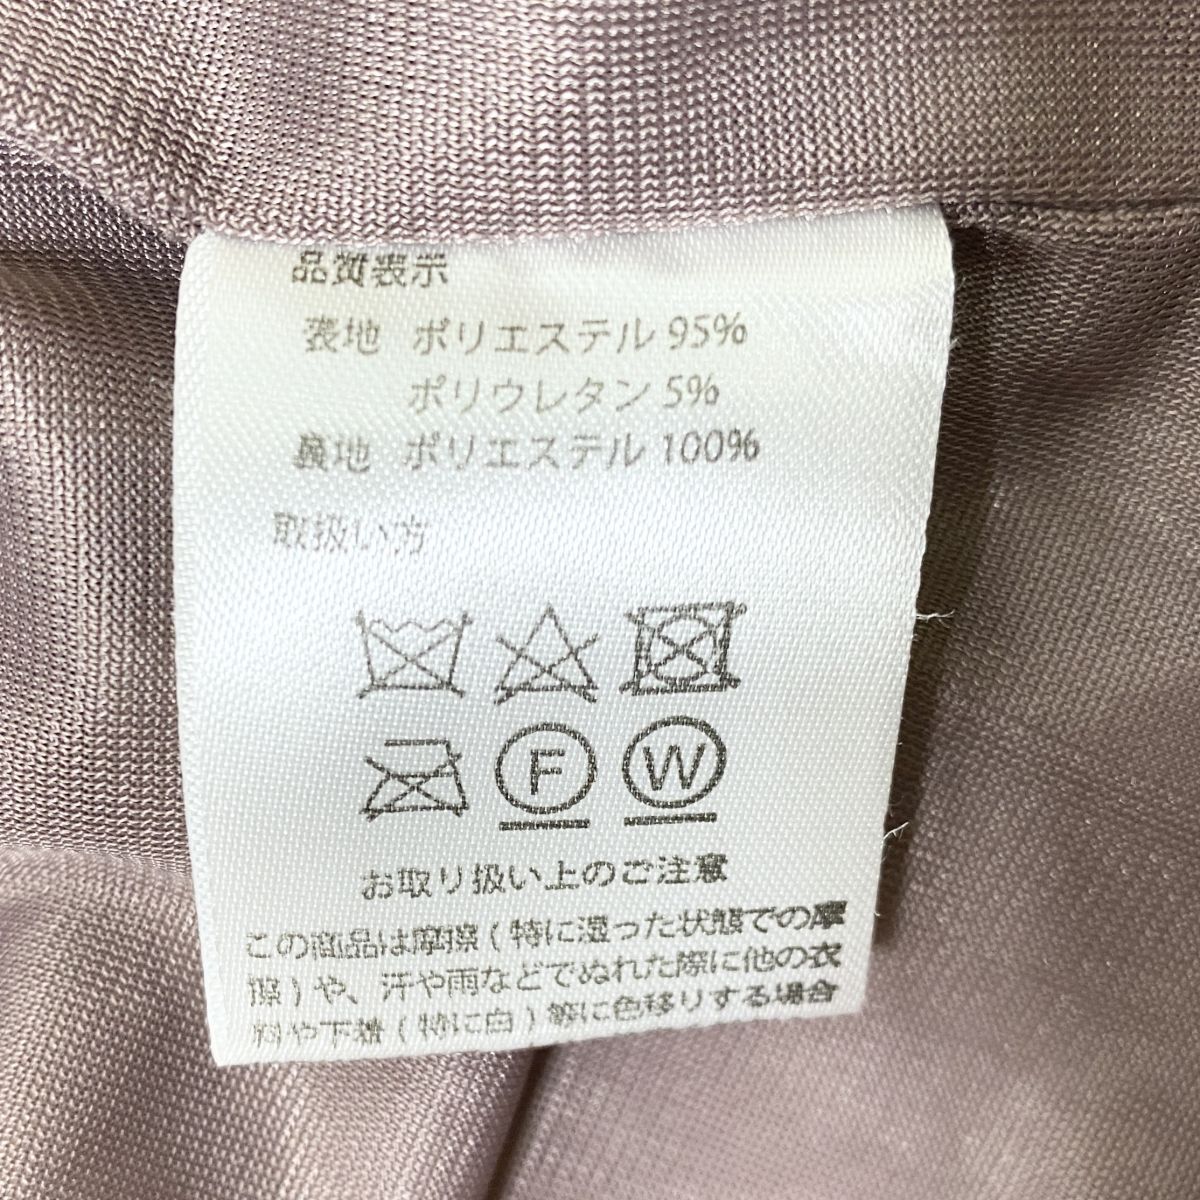 品質表示
表地 ポリエステル 95%
ポリウレタン 5%
裏地 ポリエステル 100%
取扱い方
F W
お取り扱い上のご注意
この商品は摩擦(特に湿った状態での摩
擦)や、汗や雨などでぬれた際に他の衣
料や下着(特に白)等に色移りする場合